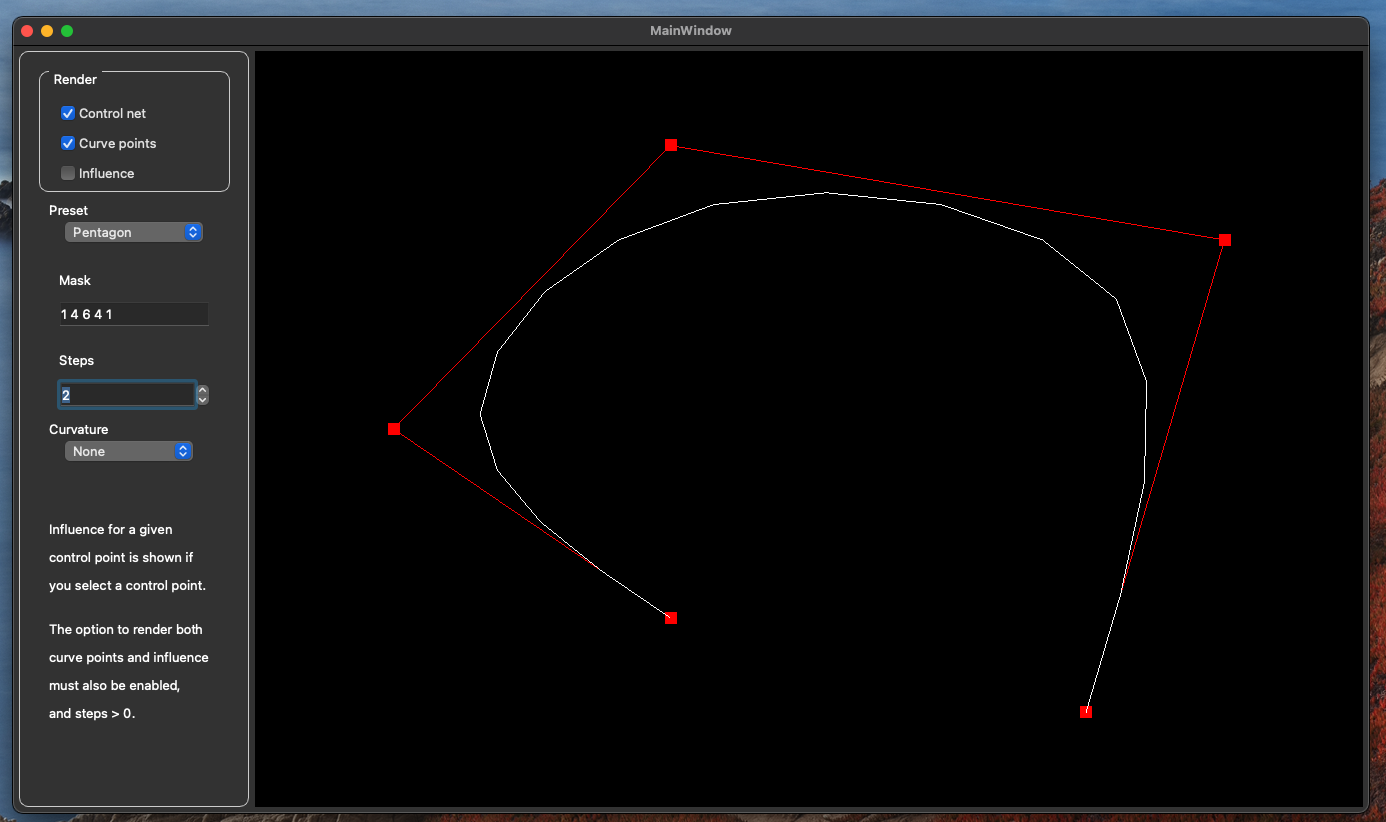 MainWindow
Render
Control net
Curve points
Influence
Preset
Pentagon
Mask
1 4 6 4 1
Steps
2
Curvature
None
Influence for a given
control point is shown if
you select a control point.
The option to render both
curve points and influence
must also be enabled,
and steps > 0.